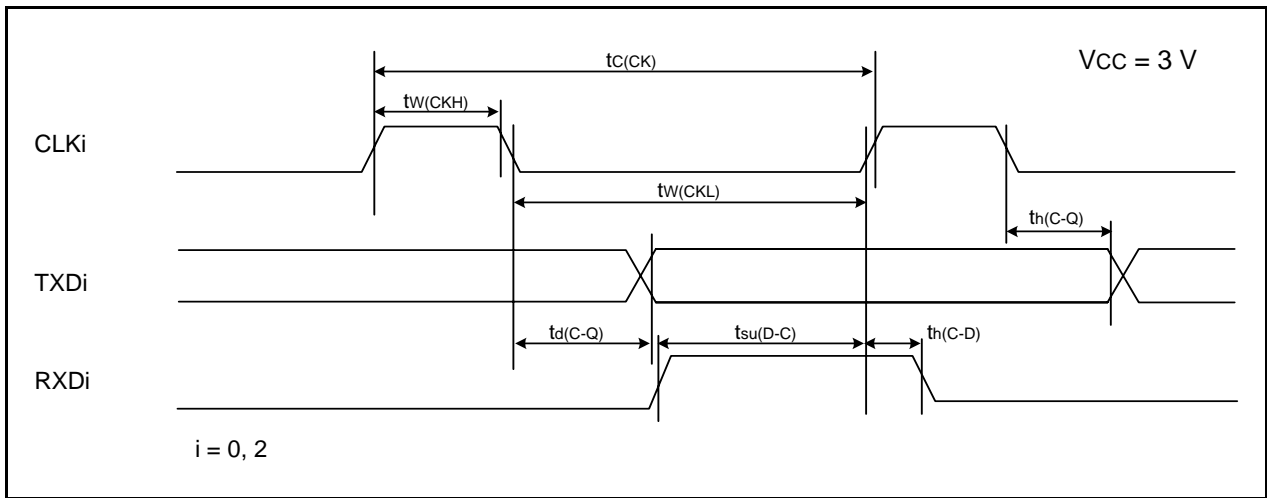 tC(CK)
VCC = 3 V
tW(CKH)
CLKi
tW(CKL)
th(C-Q)
TXDi
td(C-Q)
tsu(D-C)
th(C-D)
RXDi
i = 0, 2